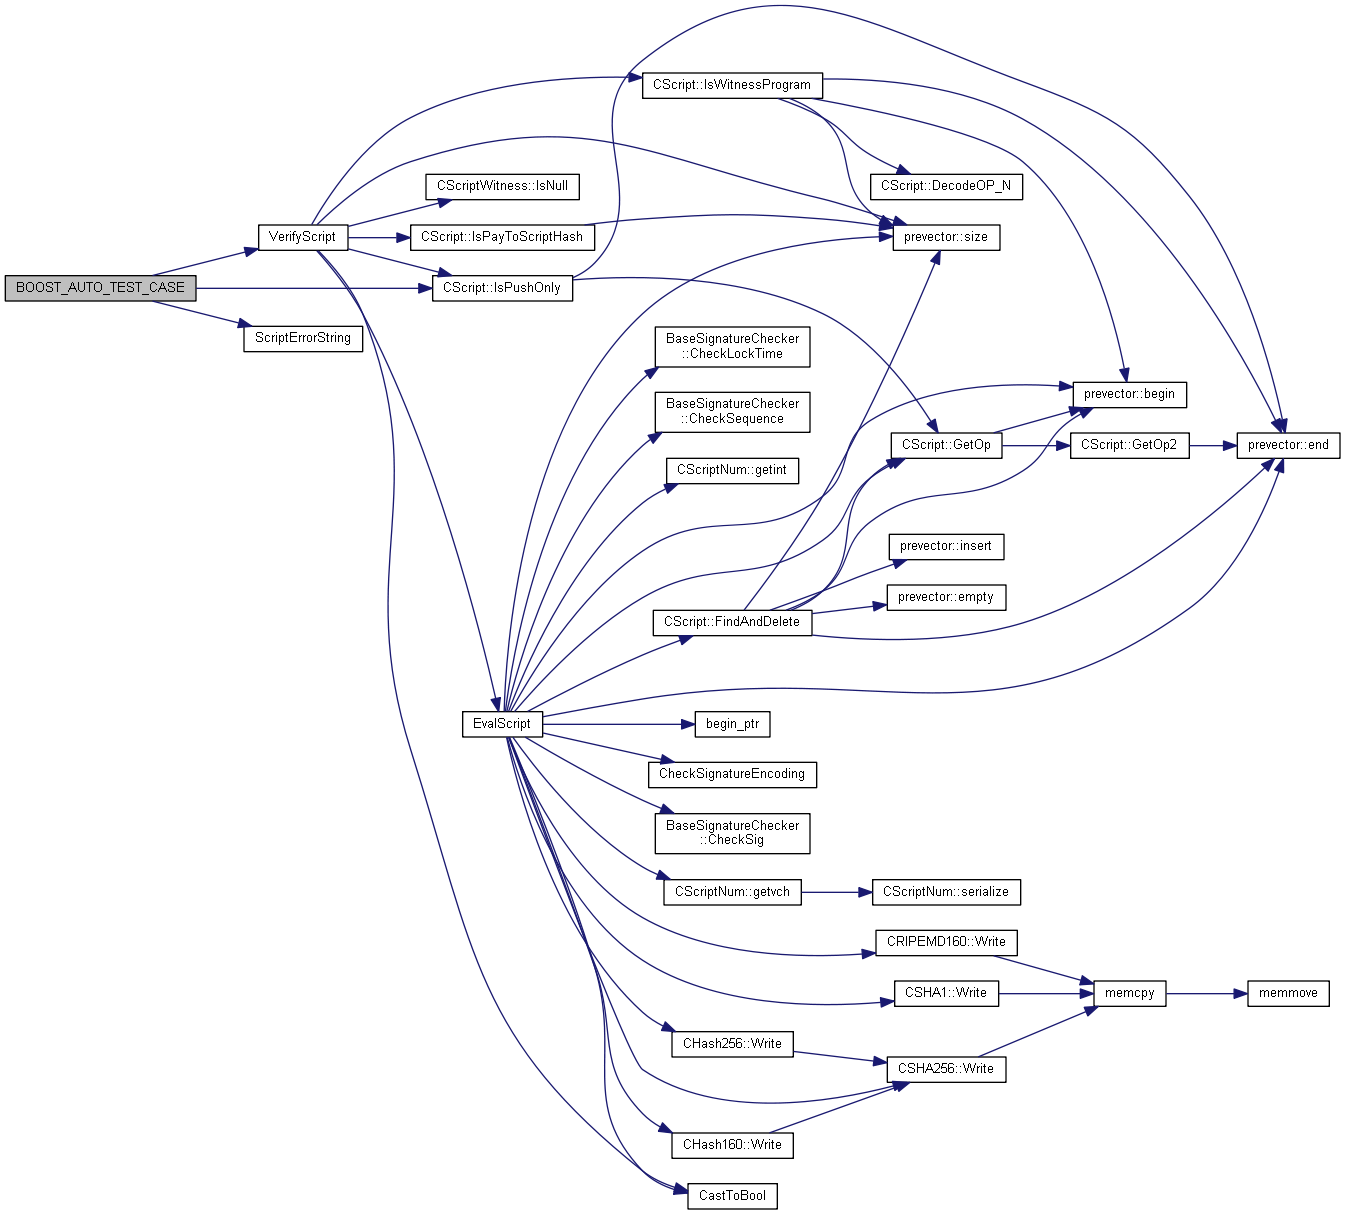 CScript::IsWitnessProgram
CScriptWitness::IsNull
CScript::DecodeOP_N
VerifyScript
CScript::IsPayToScriptHash
prevector::size
BOOST_AUTO_TEST_CASE
CScript::IsPushOnly
ScriptErrorString
BaseSignatureChecker
::CheckLockTime
BaseSignatureChecker
::CheckSequence
prevector::begin
CScript::GetOp
CScript::GetOp2
prevector::end
CScriptNum::getint
prevector::insert
prevector::empty
CScript::FindAndDelete
EvalScript
begin_ptr
CheckSignatureEncoding
BaseSignatureChecker
::CheckSig
CScriptNum::getvch
CScriptNum::serialize
CRIPEMD160::Write
CSHA1::Write
memcpy
memmove
CHash256::Write
CSHA256::Write
CHash160::Write
CastToBool